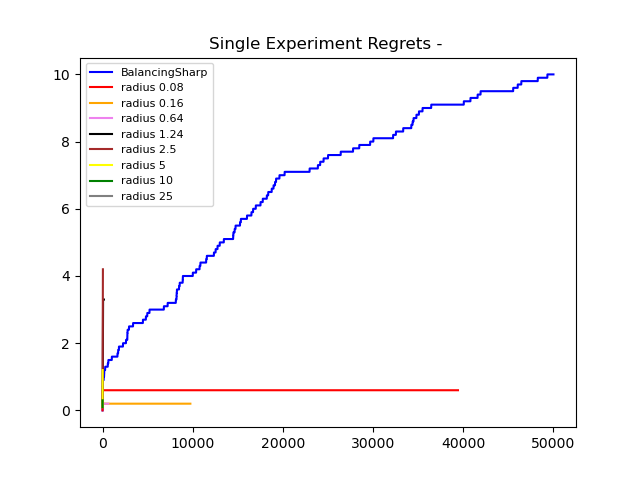 Single Experiment Regrets -
BalancingSharp
radius 0.08
radius 0.16
radius 0.64
radius 1.24
radius 2.5
radius 5
radius 10
radius 25
10
8
6
4
2
0
0 10000 20000 30000 40000 50000